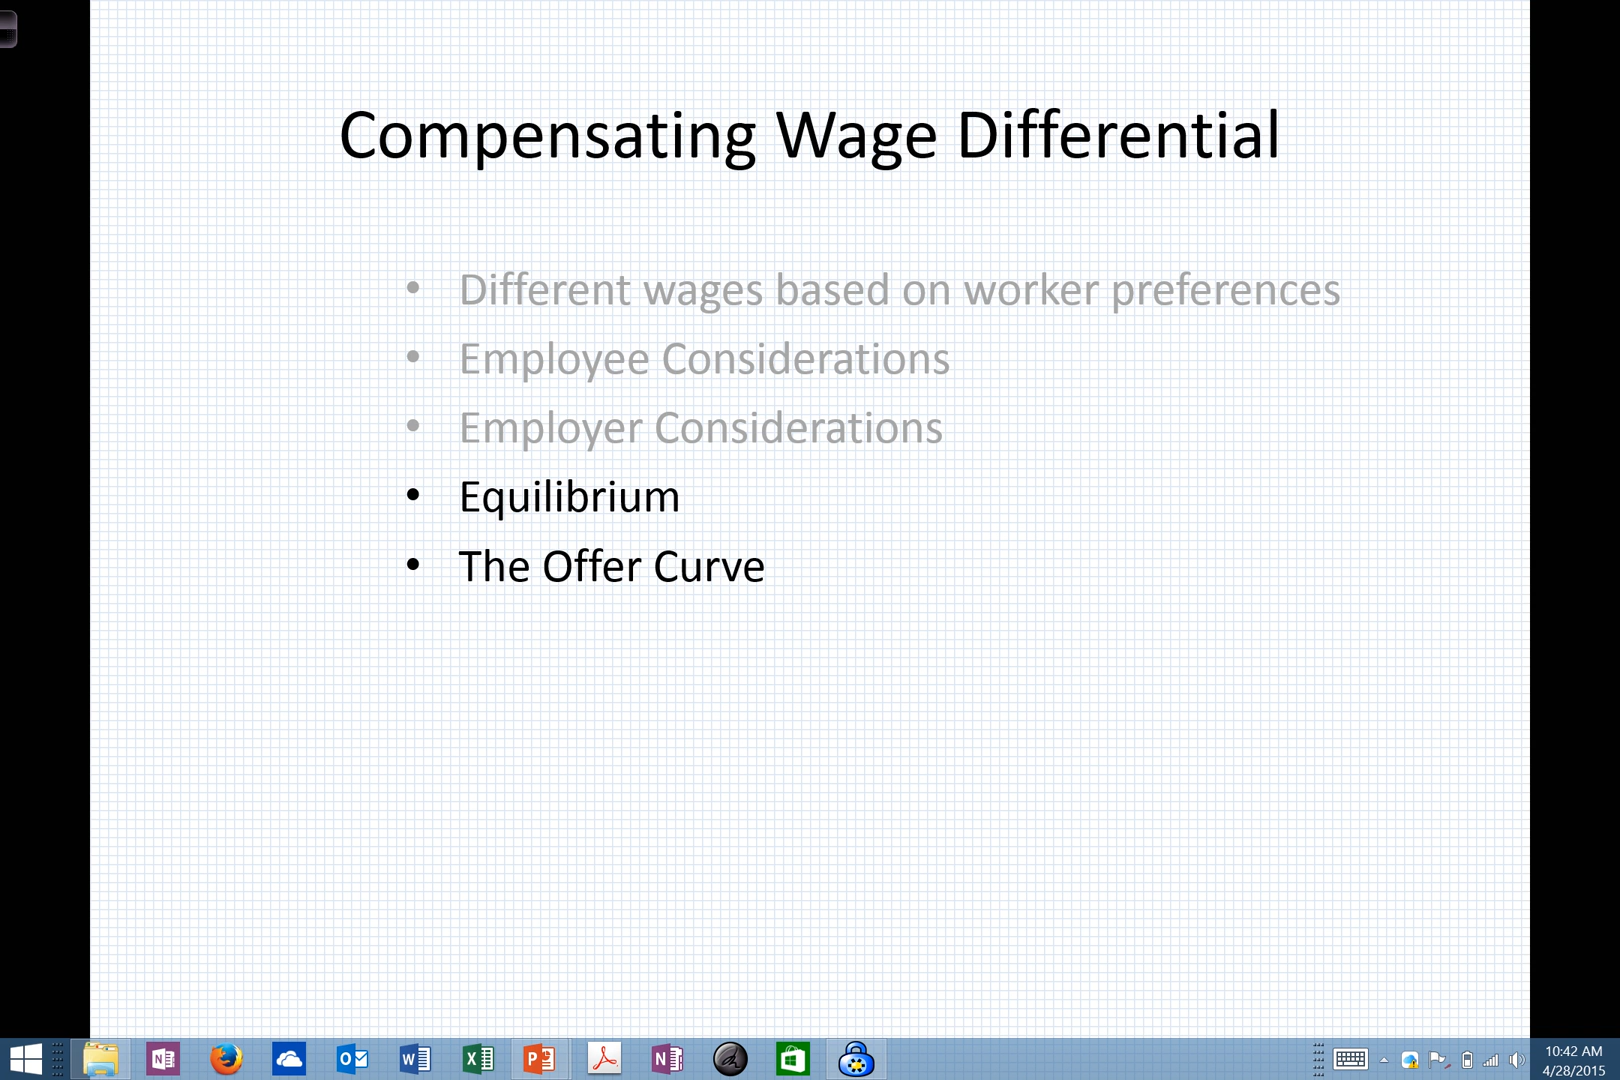 Compensating Wage Differential
• Different wages based on worker preferences
• Employee Considerations
• Employer Considerations
• Equilibrium
• The Offer Curve
10:42 AM
4/28/2015